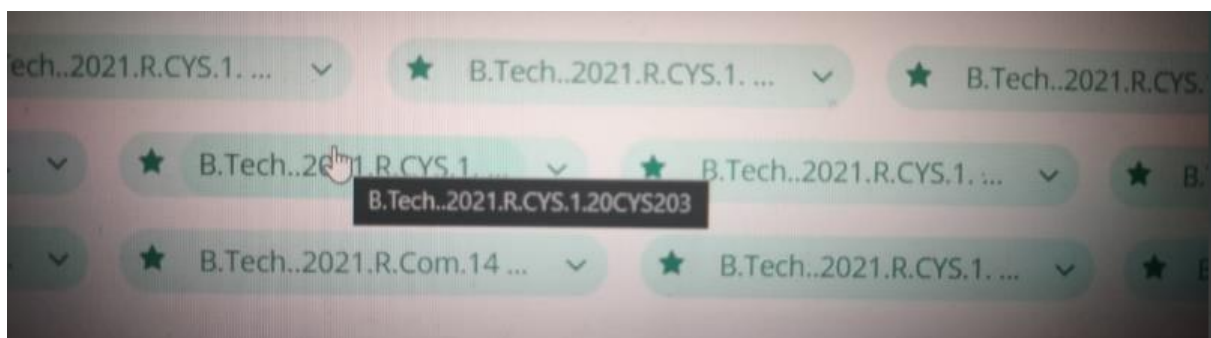 ech..2021.R.CYS.1. ... B.Tech..2021.R.CYS.1. ... B.Tech..2021.R.CYS.
B.Tech..20 1.R.CYS.1. ... B.Tech..2021.R.CYS.1. ... B.
B.Tech..2021.R.CYS.1.20CYS203
B.Tech..2021.R.Com.14 ... B.Tech..2021.R.CYS.1. ...